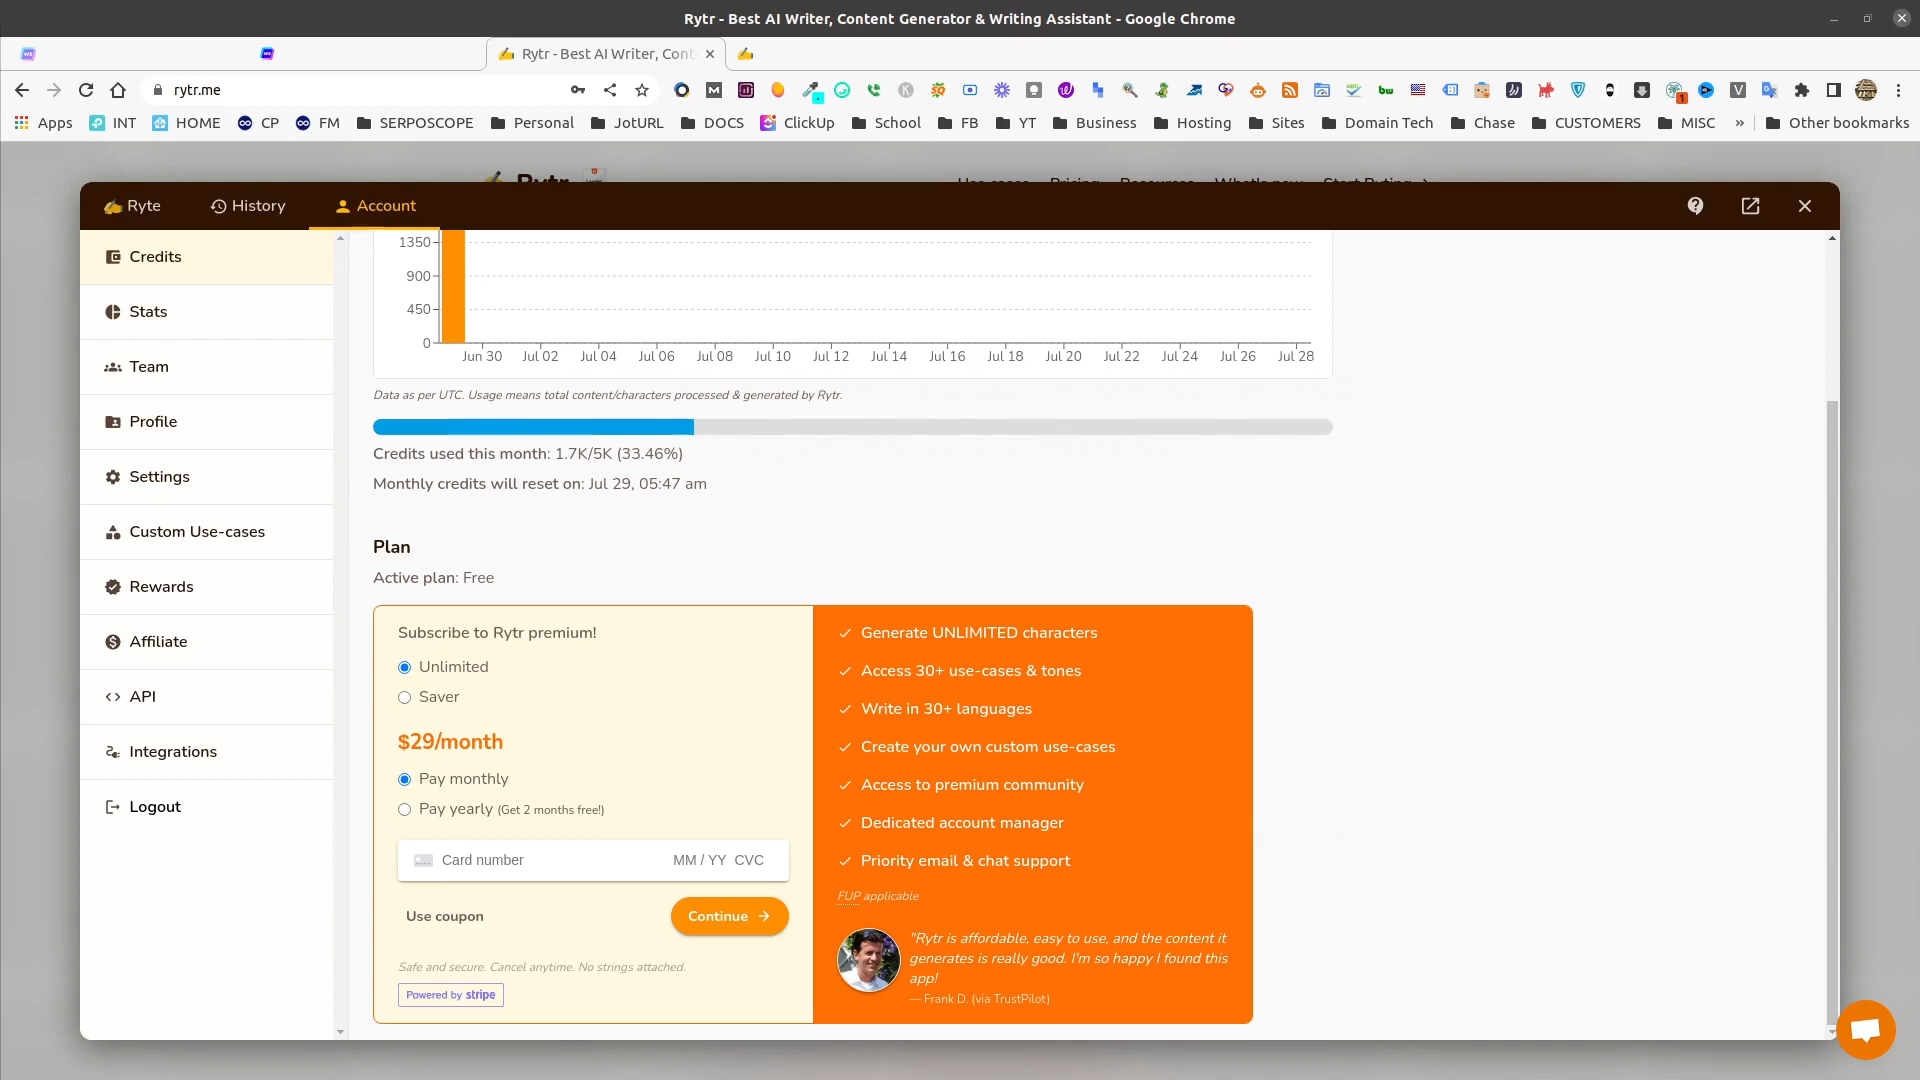 Rytr - Best AI Writer, Content Generator & Writing Assistant - Google Chrome
Rytr - Best AI Writer, Cont
rytr.me
Apps INT HOME CP FM SERPOSCOPE Personal JotURL DOCS ClickUp School FB YT Business Hosting Sites Domain Tech Chase CUSTOMERS MISC » Other bookmarks
Rytr Use cases Pricing Resources What's new Start Ryting
Ryte History Account
Credits
Stats
Team
Profile
Settings
Custom Use-cases
Rewards
Affiliate
API
Integrations
Logout
1350
900
450
0
Jun 30 Jul 02 Jul 04 Jul 06 Jul 08 Jul 10 Jul 12 Jul 14 Jul 16 Jul 18 Jul 20 Jul 22 Jul 24 Jul 26 Jul 28
Data as per UTC. Usage means total content/characters processed & generated by Rytr.
Credits used this month: 1.7K/5K (33.46%)
Monthly credits will reset on: Jul 29, 05:47 am
Plan
Active plan: Free
Subscribe to Rytr premium!
Unlimited
Saver
$29/month
Pay monthly
Pay yearly (Get 2 months free!)
Card number MM / YY CVC
Use coupon Continue
Safe and secure. Cancel anytime. No strings attached.
Powered by stripe
Generate UNLIMITED characters
Access 30+ use-cases & tones
Write in 30+ languages
Create your own custom use-cases
Access to premium community
Dedicated account manager
Priority email & chat support
FUP applicable
"Rytr is affordable, easy to use, and the content it
generates is really good. I'm so happy I found this
app!
— Frank D. (via TrustPilot)